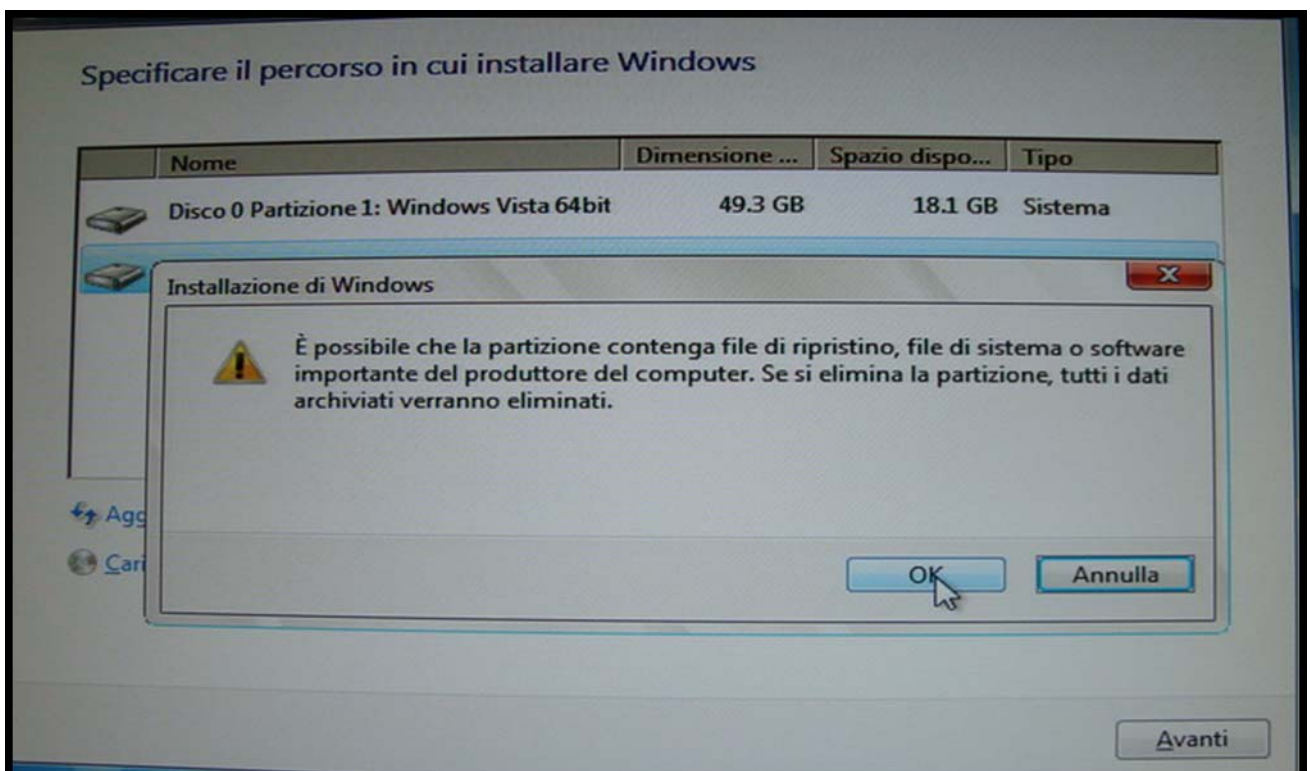 Specificare il percorso in cui installare Windows
Nome Dimensione ... Spazio dispo... Tipo
Disco 0 Partizione 1: Windows Vista 64bit 49.3 GB 18.1 GB Sistema
Installazione di Windows
È possibile che la partizione contenga file di ripristino, file di sistema o software
importante del produttore del computer. Se si elimina la partizione, tutti i dati
archiviati verranno eliminati.
Agg
Cari
OK Annulla
Avanti